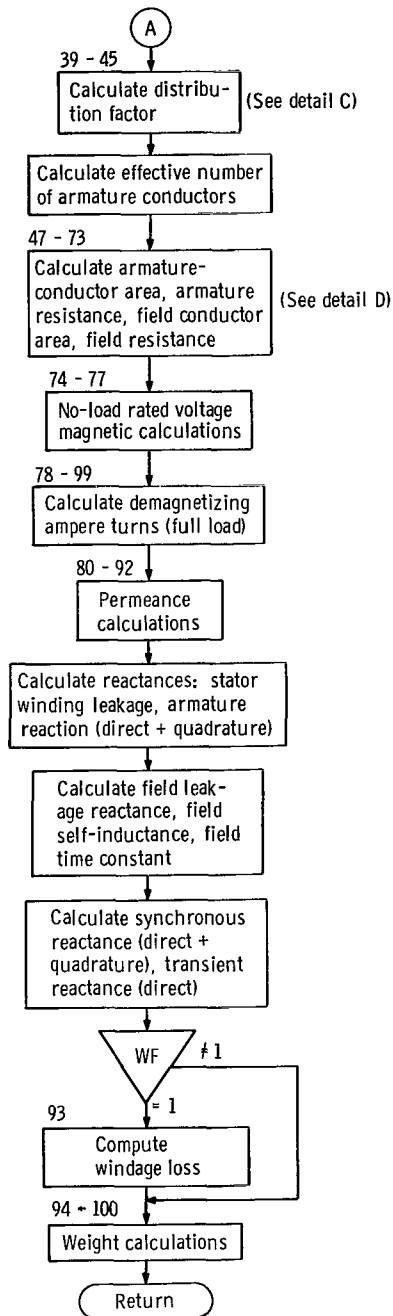 A
39 - 45
Calculate distribu-
tion factor
(See detail C)
Calculate effective number
of armature conductors
47 - 73
Calculate armature-
conductor area, armature
resistance, field conductor
area, field resistance
(See detail D)
74 - 77
No-load rated voltage
magnetic calculations
78 - 99
Calculate demagnetizing
ampere turns (full load)
80 - 92
Permeance
calculations
Calculate reactances: stator
winding leakage, armature
reaction (direct + quadrature)
Calculate field leak-
age reactance, field
self-inductance, field
time constant
Calculate synchronous
reactance (direct +
quadrature), transient
reactance (direct)
WF
≠ 1
= 1
93
Compute
windage loss
94 - 100
Weight calculations
Return